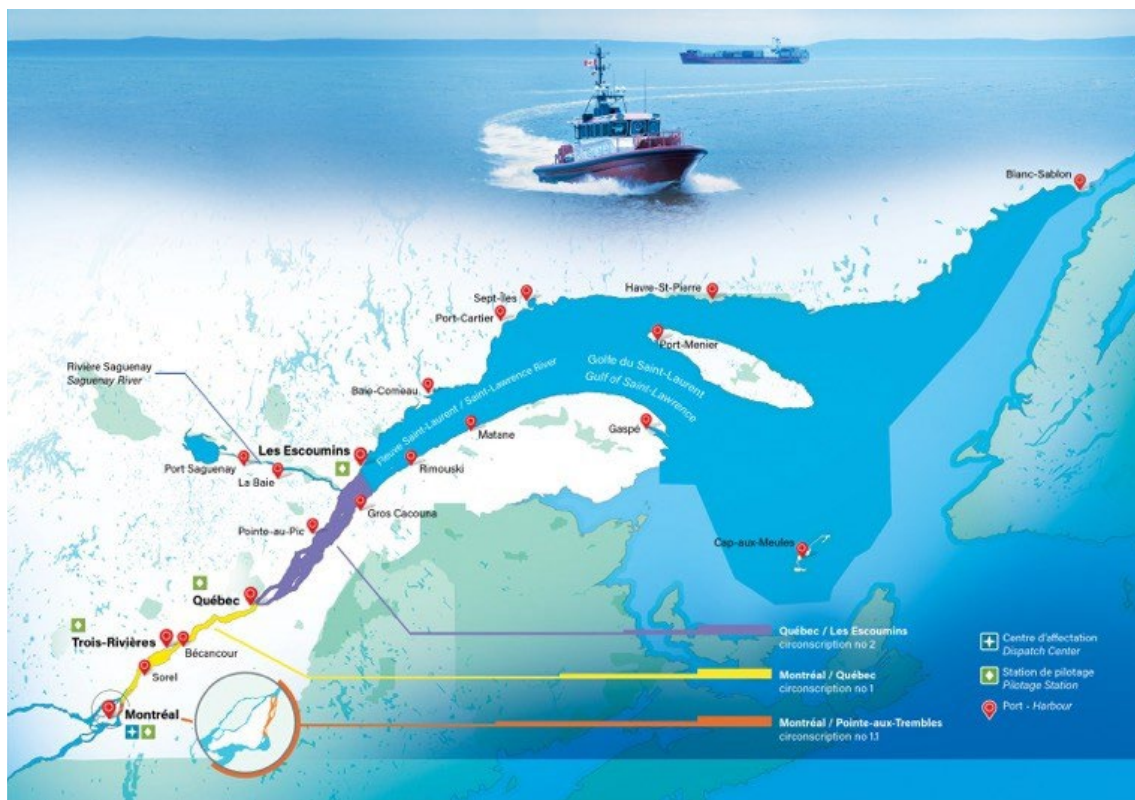 Blanc-Sablon
Sept-Îles
Havre-St-Pierre
Port-Cartier
Port-Menier
Rivière Saguenay
Saguenay River
Golfe du Saint-Laurent
Gulf of Saint-Lawrence
Baie-Comeau
Fleuve Saint-Laurent / Saint-Lawrence River
Matane
Gaspé
Les Escoumins
Port Saguenay
La Baie
Rimouski
Gros Cacouna
Pointe-au-Pic
Cap-aux-Meules
Québec
Trois-Rivières
Bécancour
Sorel
Montréal
Québec / Les Escoumins
circonscription no 2
Montréal / Québec
circonscription no 1
Montréal / Pointe-aux-Trembles
circonscription no 1.1
Centre d'affectation
Dispatch Center
Station de pilotage
Pilotage Station
Port - Harbour